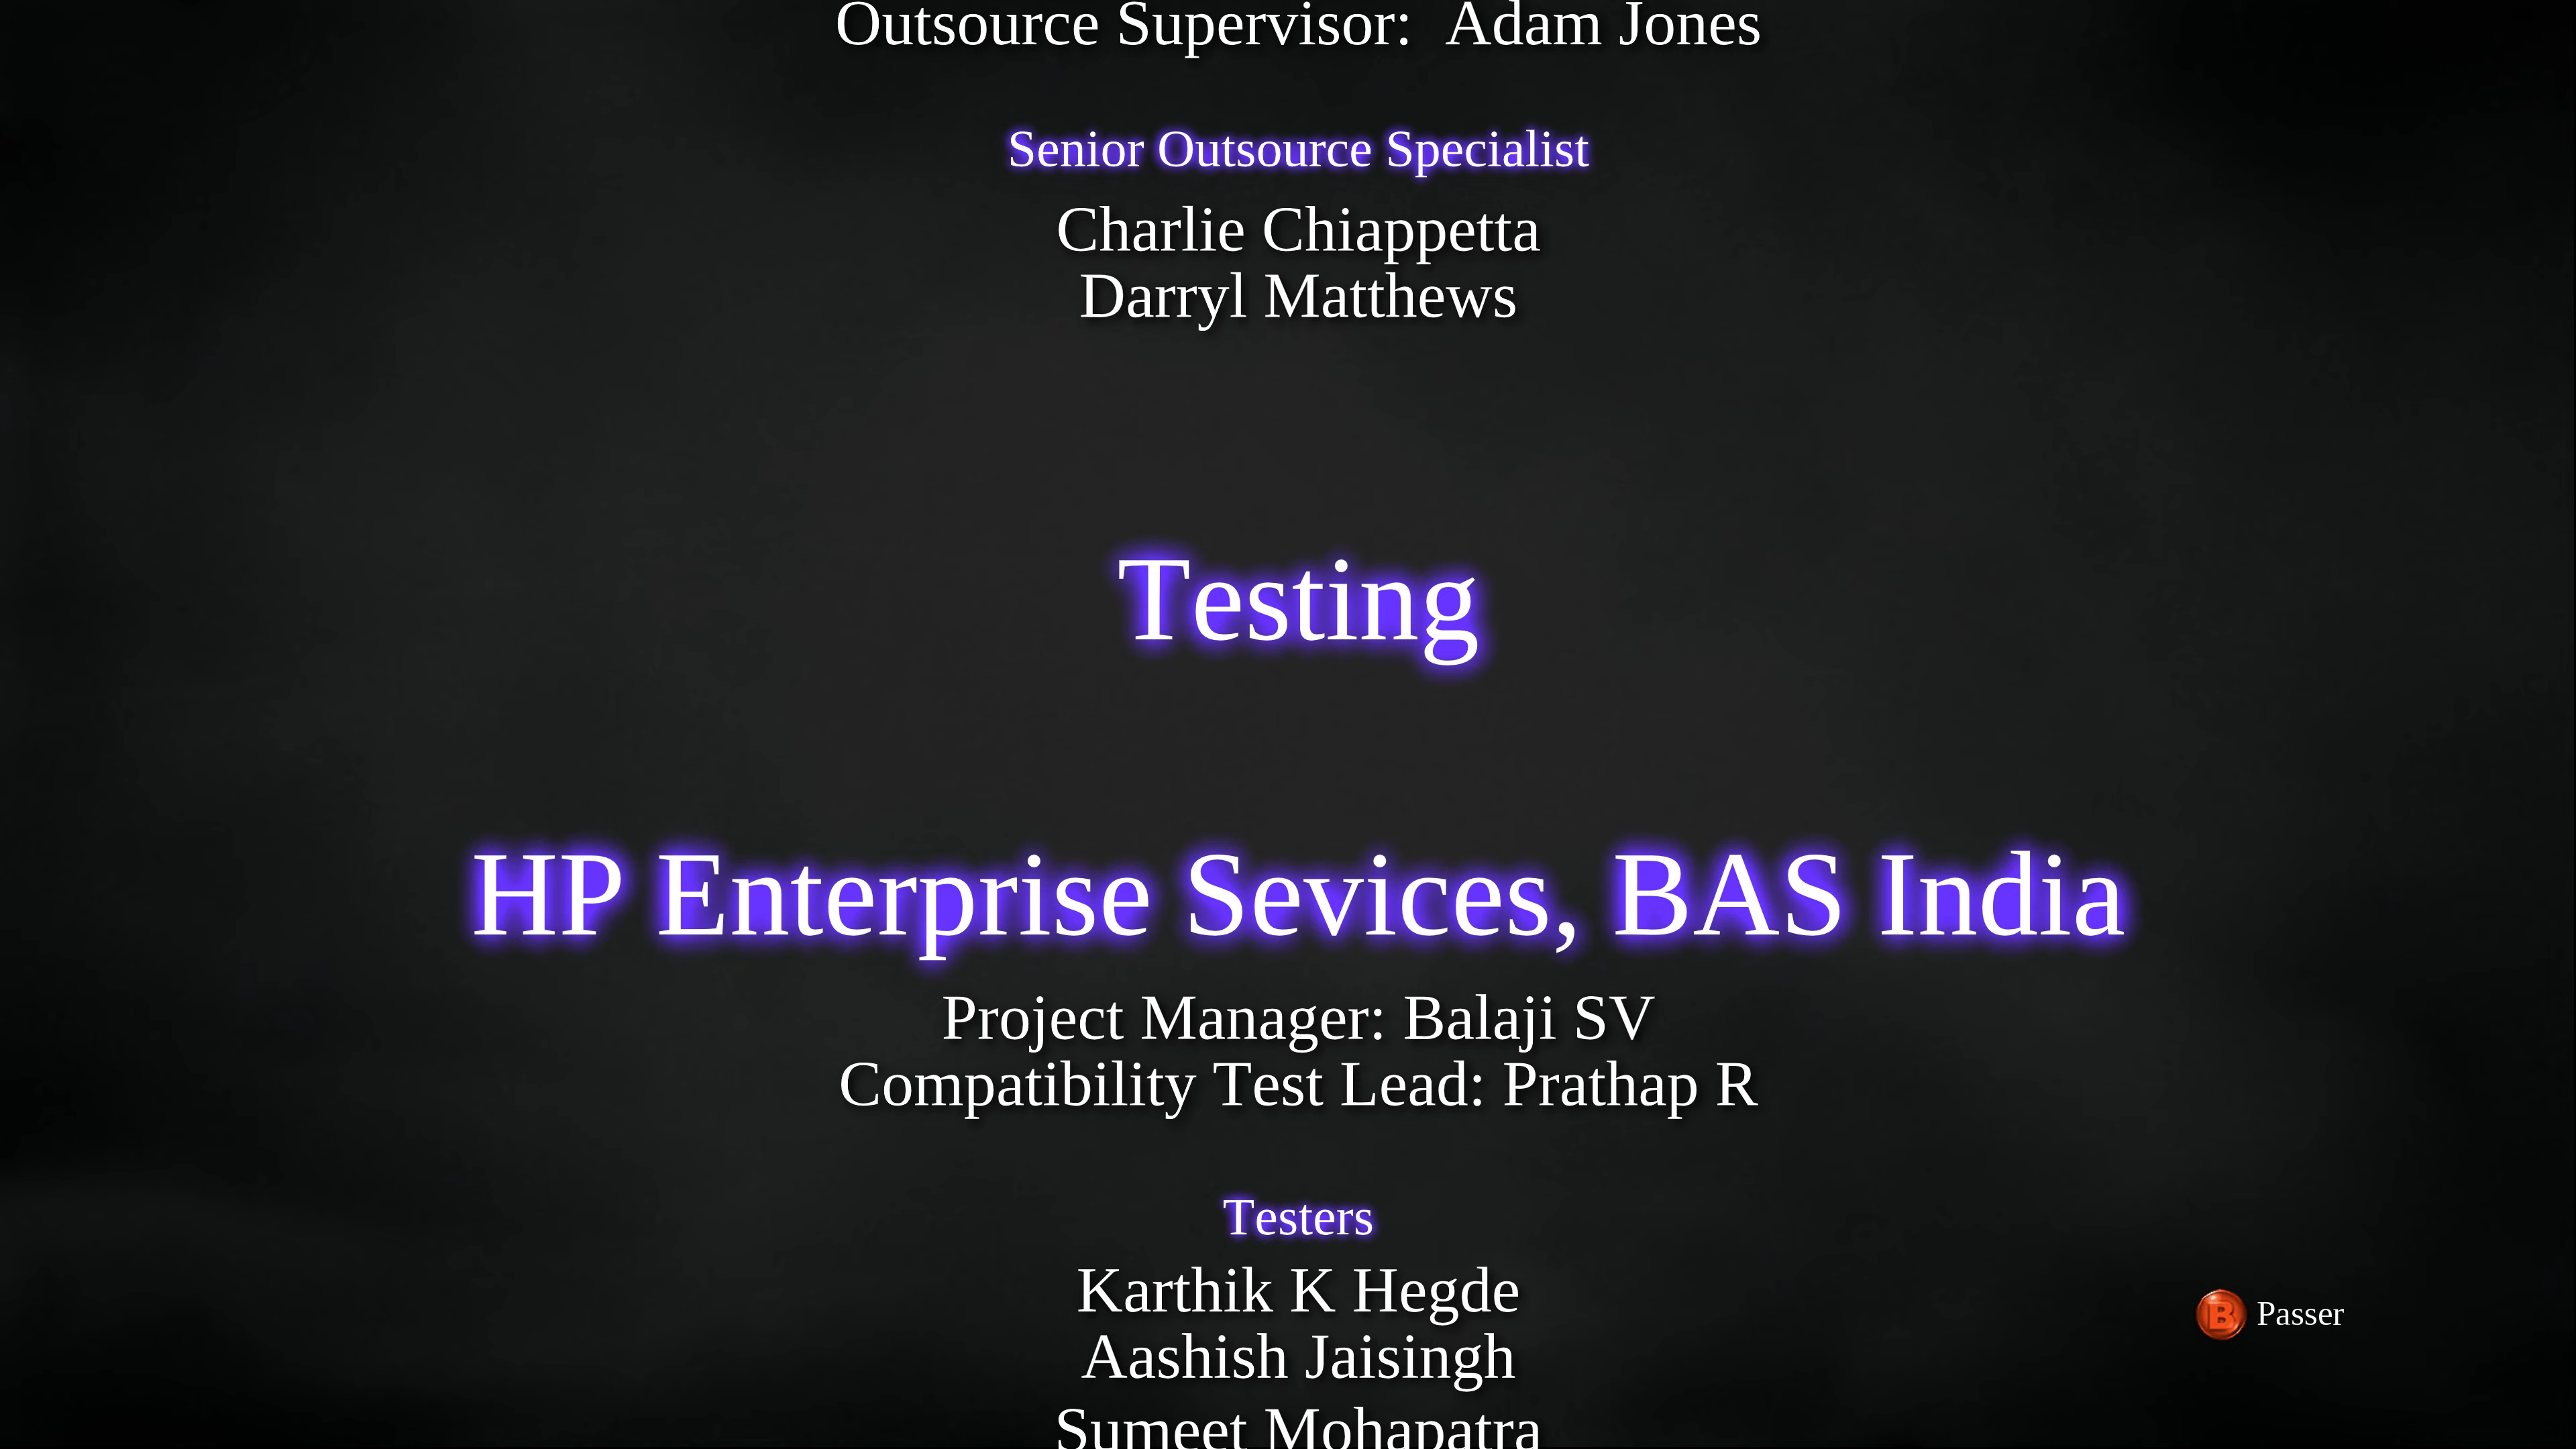 Outsource Supervisor:  Adam Jones
Senior Outsource Specialist
Charlie Chiappetta
Darryl Matthews
Testing
HP Enterprise Sevices, BAS India
Project Manager: Balaji SV
Compatibility Test Lead: Prathap R
Testers
Karthik K Hegde
Aashish Jaisingh
B Passer
Sumeet Mohapatra